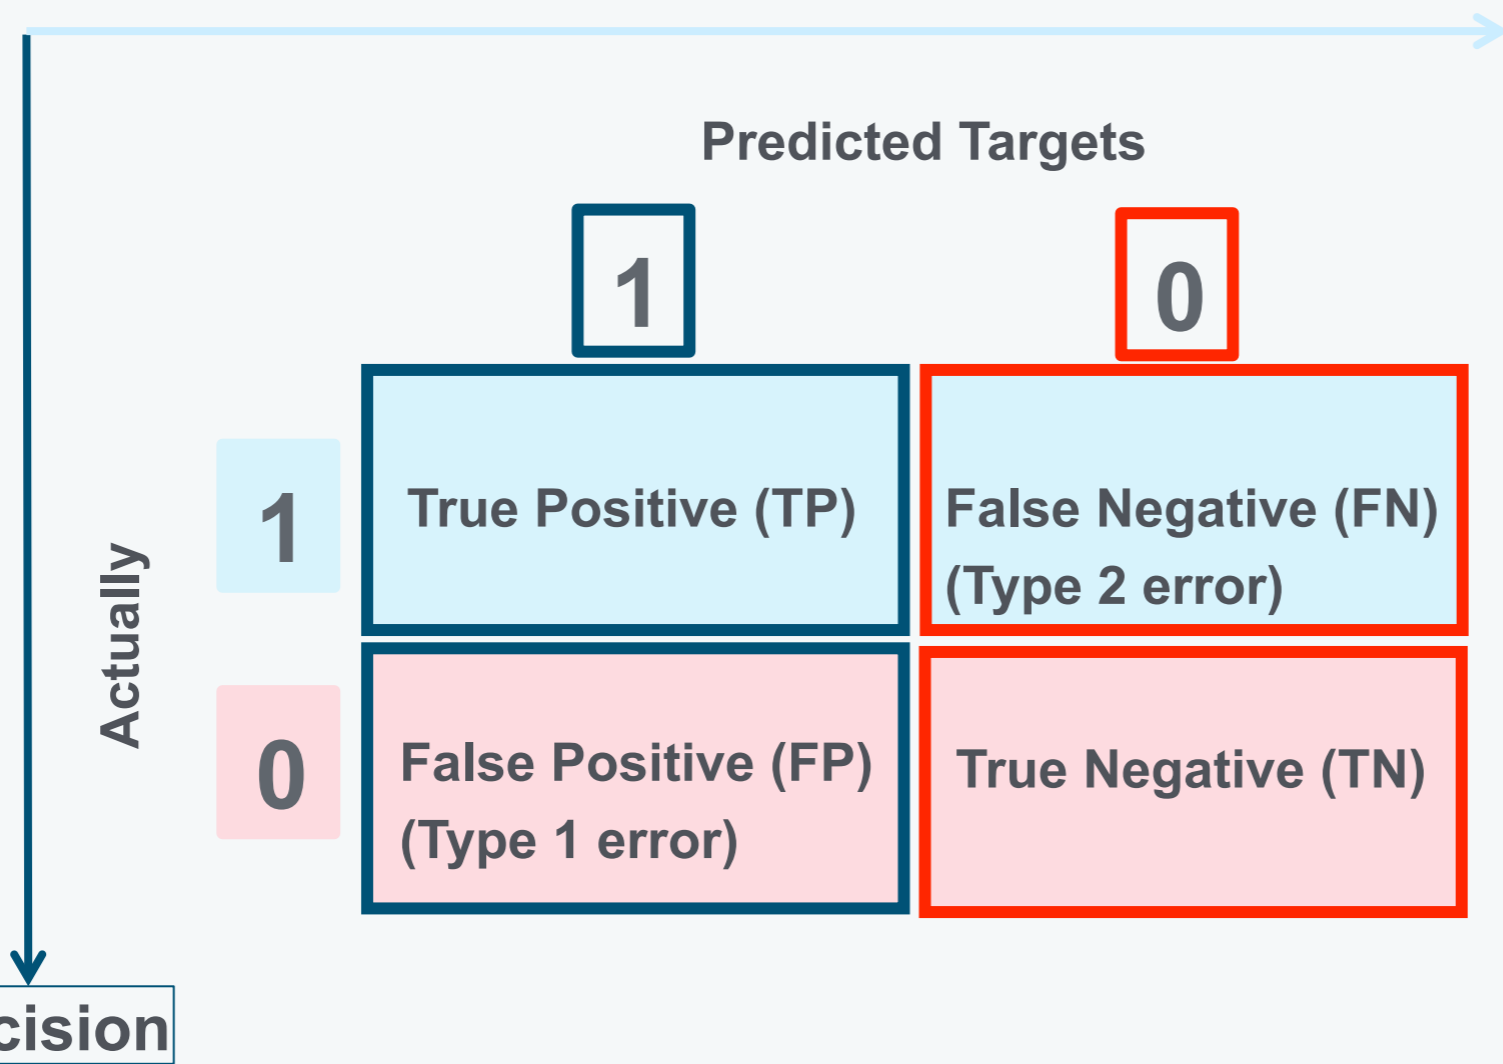 Predicted Targets
1
0
1
True Positive (TP)
False Negative (FN)
(Type 2 error)
Actually
0
False Positive (FP)
(Type 1 error)
True Negative (TN)
cision